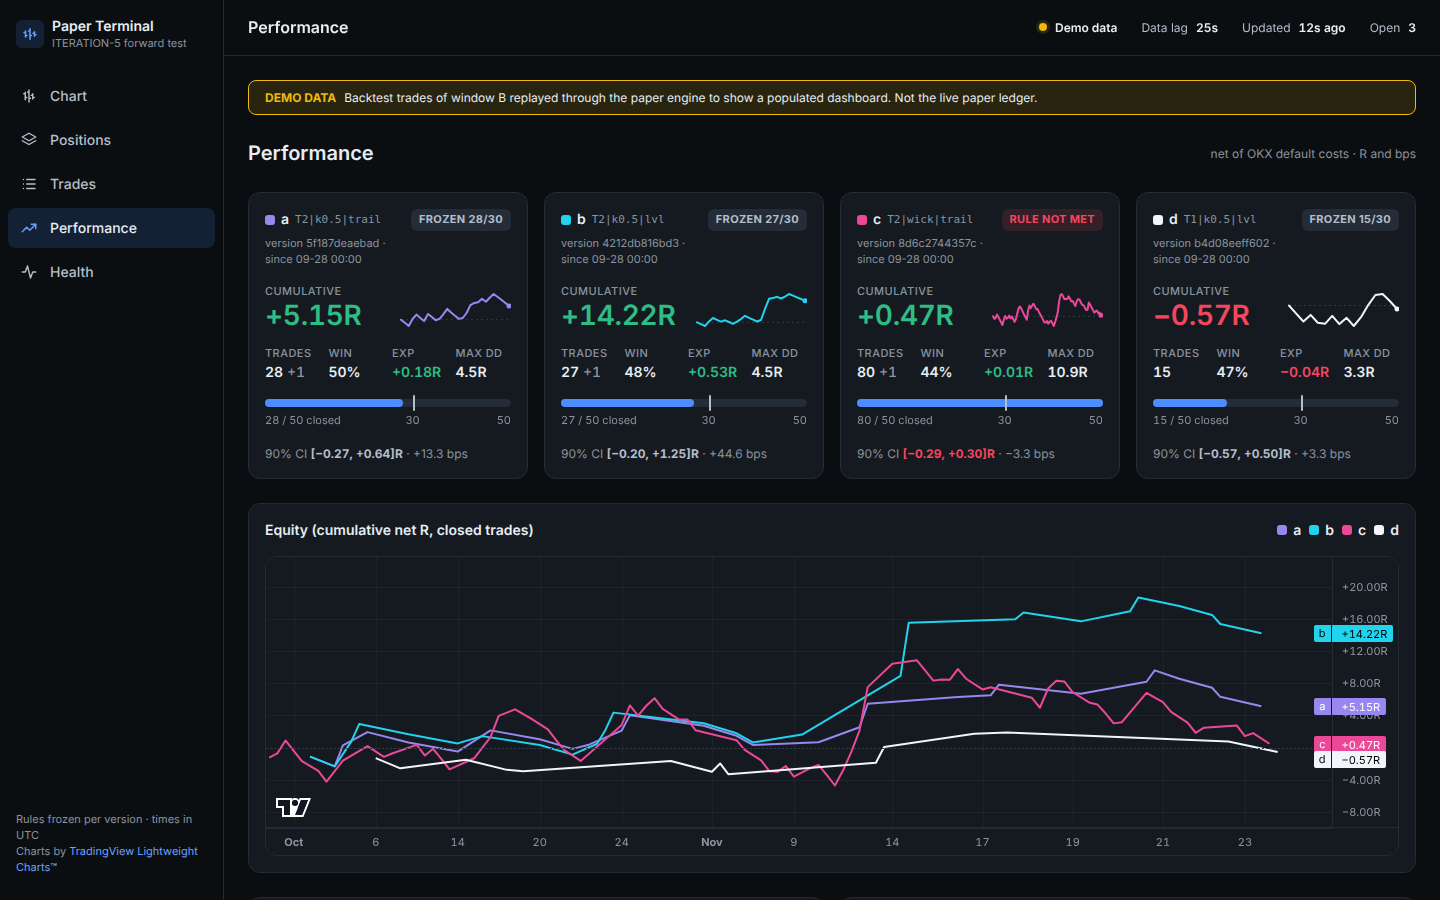 Paper Terminal
ITERATION-5 forward test
Chart
Positions
Trades
Performance
Health
Rules frozen per version · times in
UTC
Charts by TradingView Lightweight
Charts™
Performance
Demo data Data lag 25s Updated 12s ago Open 3
DEMO DATA Backtest trades of window B replayed through the paper engine to show a populated dashboard. Not the live paper ledger.
Performance
net of OKX default costs · R and bps
a T2|k0.5|trail FROZEN 28/30
version 5f187deaebad ·
since 09-28 00:00
CUMULATIVE
+5.15R
TRADES WIN EXP MAX DD
28 +1 50% +0.18R 4.5R
28 / 50 closed 30 50
90% CI [−0.27, +0.64]R · +13.3 bps
b T2|k0.5|lvl FROZEN 27/30
version 4212db816bd3 ·
since 09-28 00:00
CUMULATIVE
+14.22R
TRADES WIN EXP MAX DD
27 +1 48% +0.53R 4.5R
27 / 50 closed 30 50
90% CI [−0.20, +1.25]R · +44.6 bps
c T2|wick|trail RULE NOT MET
version 8d6c2744357c ·
since 09-28 00:00
CUMULATIVE
+0.47R
TRADES WIN EXP MAX DD
80 +1 44% +0.01R 10.9R
80 / 50 closed 30 50
90% CI [−0.29, +0.30]R · −3.3 bps
d T1|k0.5|lvl FROZEN 15/30
version b4d08eeff602 ·
since 09-28 00:00
CUMULATIVE
−0.57R
TRADES WIN EXP MAX DD
15 47% −0.04R 3.3R
15 / 50 closed 30 50
90% CI [−0.57, +0.50]R · +3.3 bps
Equity (cumulative net R, closed trades)
a b c d
+20.00R
+16.00R
b +14.22R
+12.00R
+8.00R
a +5.15R
+4.00R
c +0.47R
d −0.57R
−4.00R
−8.00R
Oct 6 14 20 24 Nov 9 14 17 19 21 23